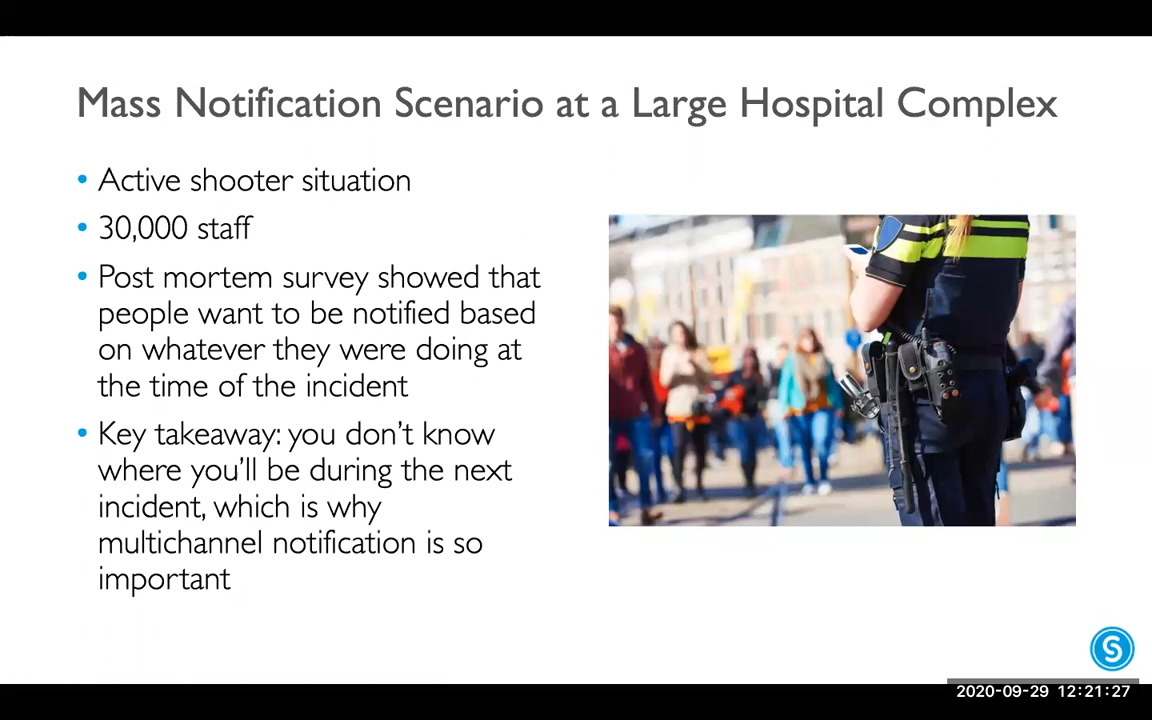 Mass Notification Scenario at a Large Hospital Complex
• Active shooter situation
• 30,000 staff
• Post mortem survey showed that
people want to be notified based
on whatever they were doing at
the time of the incident
• Key takeaway: you don't know
where you'll be during the next
incident, which is why
multichannel notification is so
important
S
2020-09-29 12:21:27